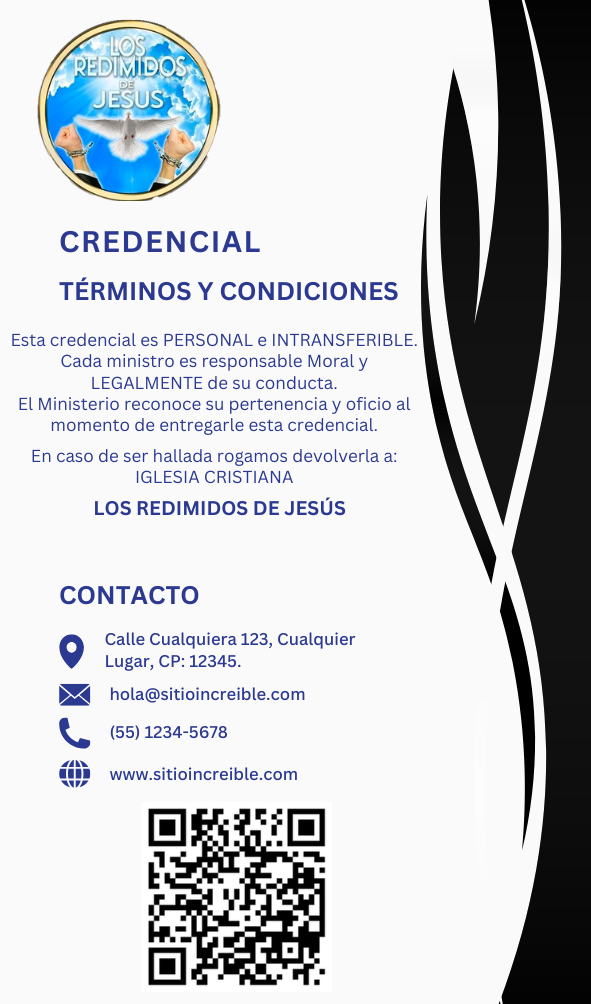 LOS
REDIMIDOS
DE
JESUS
CREDENCIAL
TÉRMINOS Y CONDICIONES
Esta credencial es PERSONAL e INTRANSFERIBLE.
Cada ministro es responsable Moral y
LEGALMENTE de su conducta.
El Ministerio reconoce su pertenencia y oficio al
momento de entregarle esta credencial.
En caso de ser hallada rogamos devolverla a:
IGLESIA CRISTIANA
LOS REDIMIDOS DE JESÚS
CONTACTO
Calle Cualquiera 123, Cualquier
Lugar, CP: 12345.
hola@sitioincreible.com
(55) 1234-5678
www.sitioincreible.com